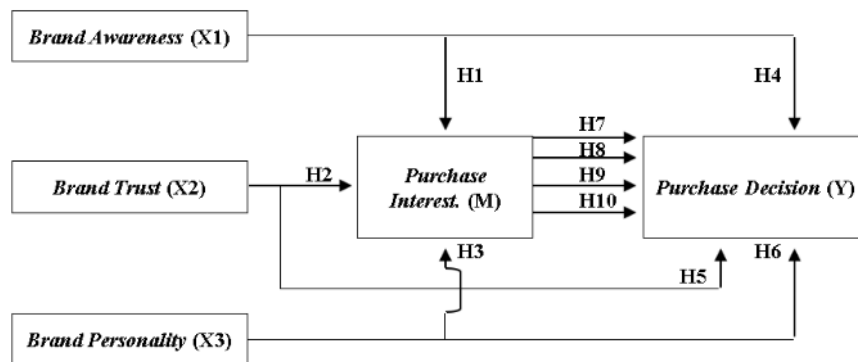 Brand Awareness (X1)
H1
H4
H7
H8
H2
Brand Trust (X2)
Purchase
Interest. (M)
H9
H10
Purchase Decision (Y)
H3
H6
H5
Brand Personality (X3)